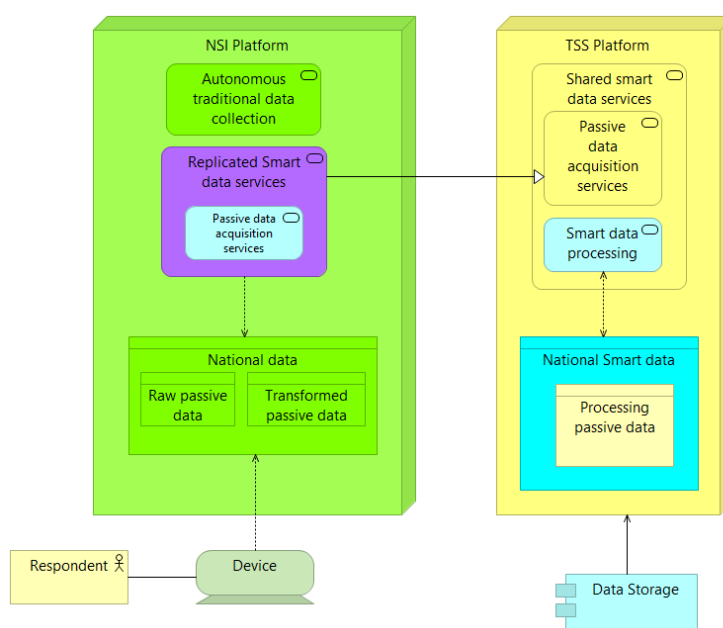 NSI Platform
Autonomous
traditional data
collection
Replicated Smart
data services
Passive data
acquisition
services
National data
Raw passive
data
Transformed
passive data
Respondent
Device
TSS Platform
Shared smart
data services
Passive
data
acquisition
services
Smart data
processing
National Smart data
Processing
passive data
Data Storage